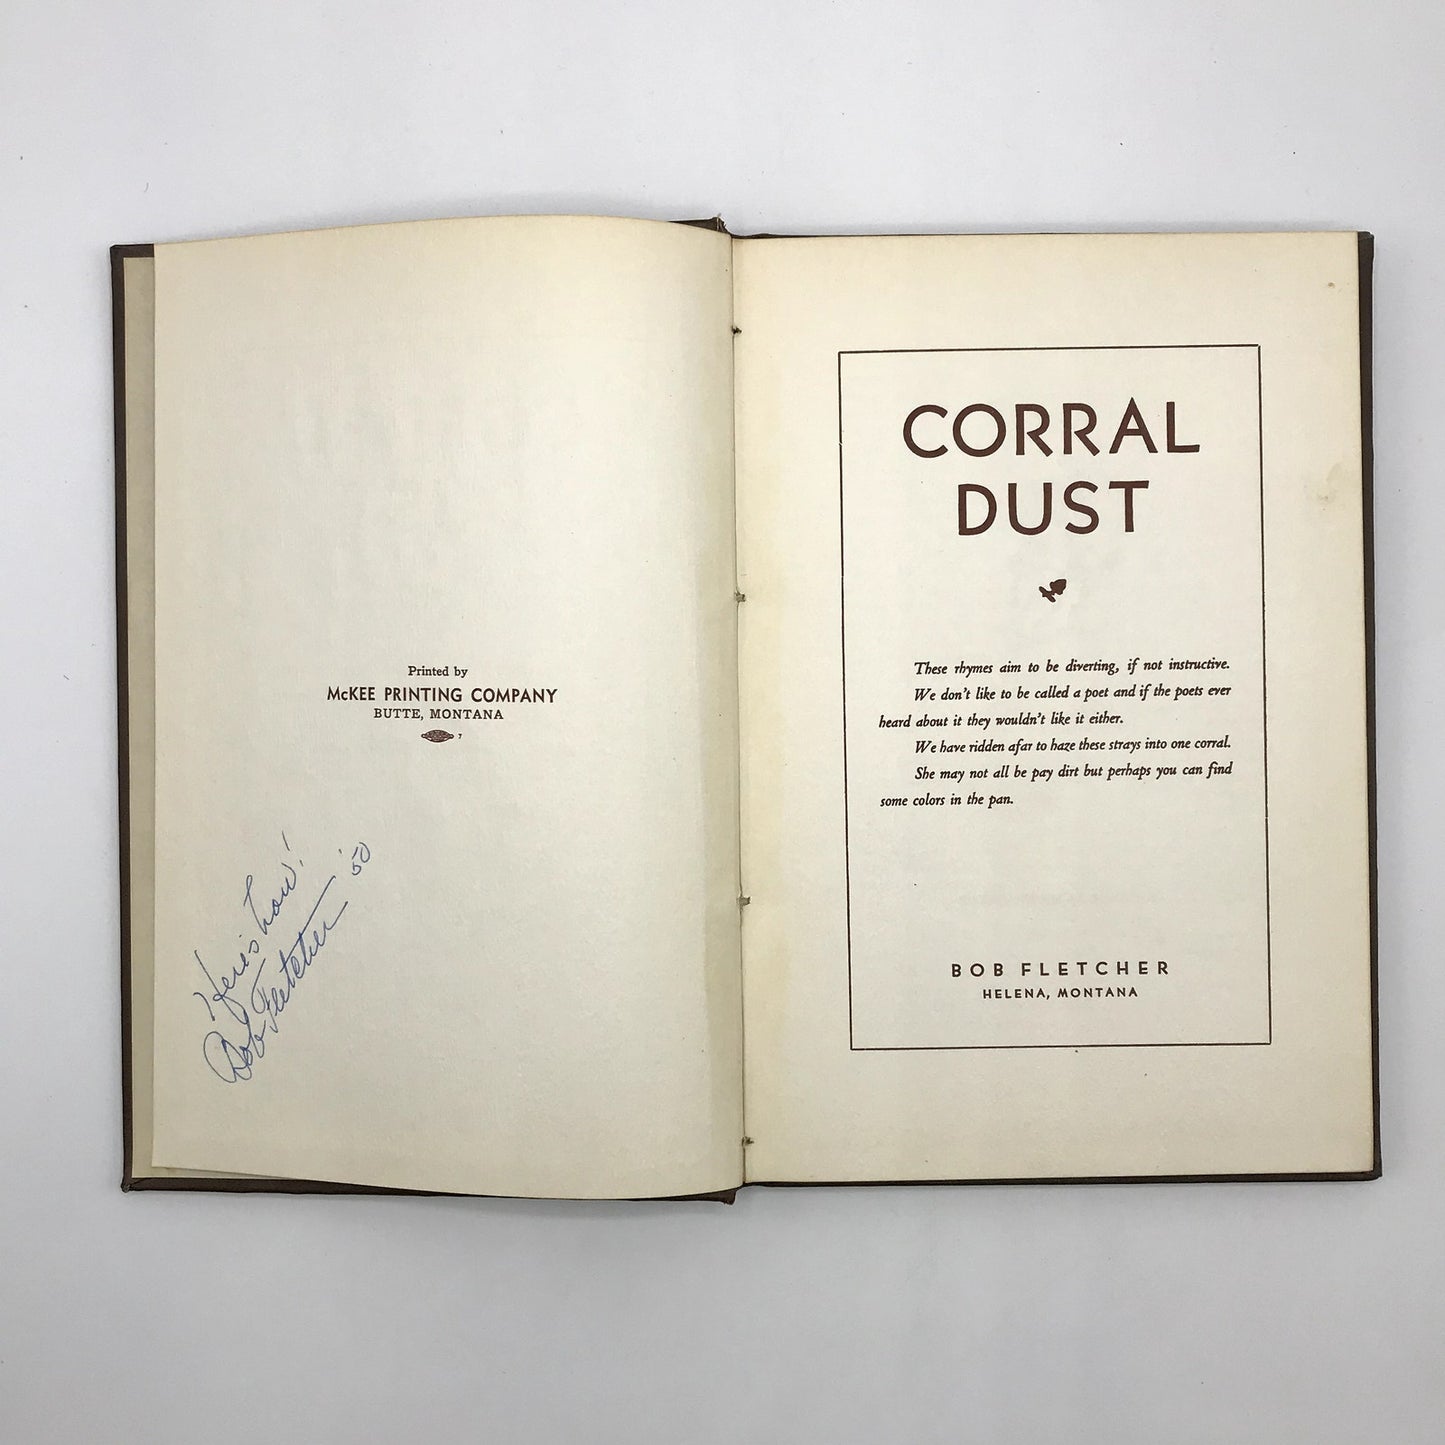 Printed by
McKEE PRINTING COMPANY
BUTTE, MONTANA
7
Here's how!
Bob Fletcher '50
CORRAL
DUST
These rhymes aim to be diverting, if not instructive.
We don't like to be called a poet and if the poets ever
heard about it they wouldn't like it either.
We have ridden afar to haze these strays into one corral.
She may not all be pay dirt but perhaps you can find
some colors in the pan.
BOB FLETCHER
HELENA, MONTANA